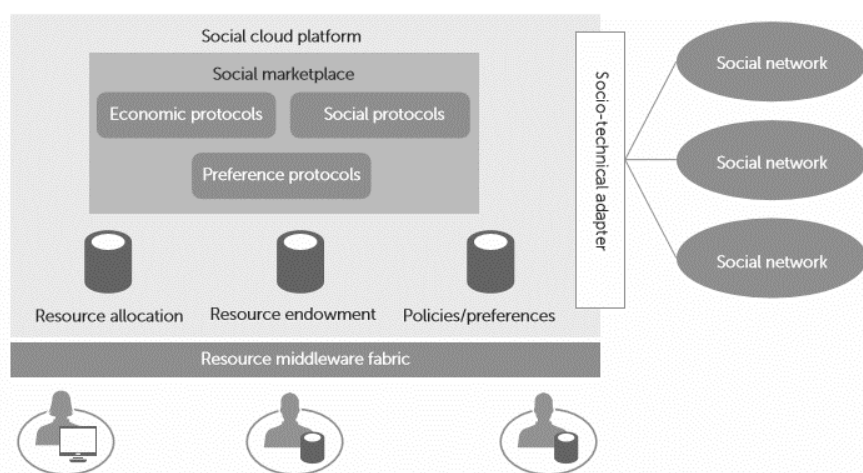 Social cloud platform
Social marketplace
Economic protocols
Social protocols
Preference protocols
Resource allocation
Resource endowment
Policies/preferences
Resource middleware fabric
Socio-technical adapter
Social network
Social network
Social network